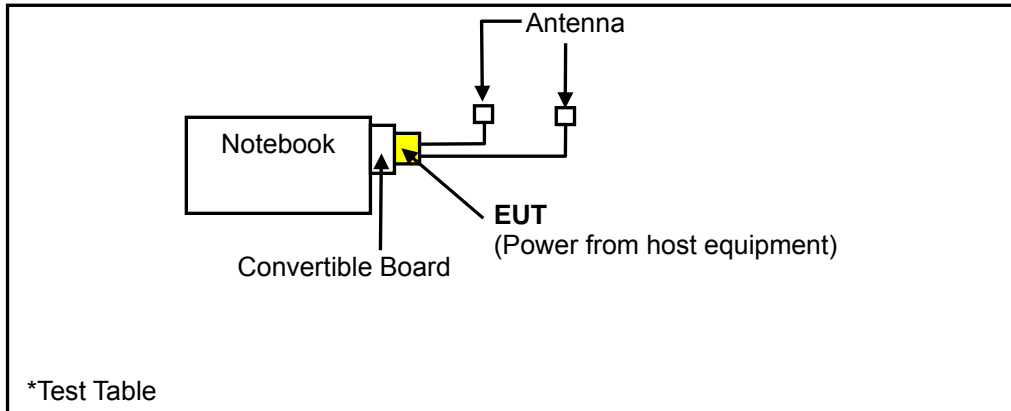 Antenna
Notebook
EUT
(Power from host equipment)
Convertible Board
*Test Table